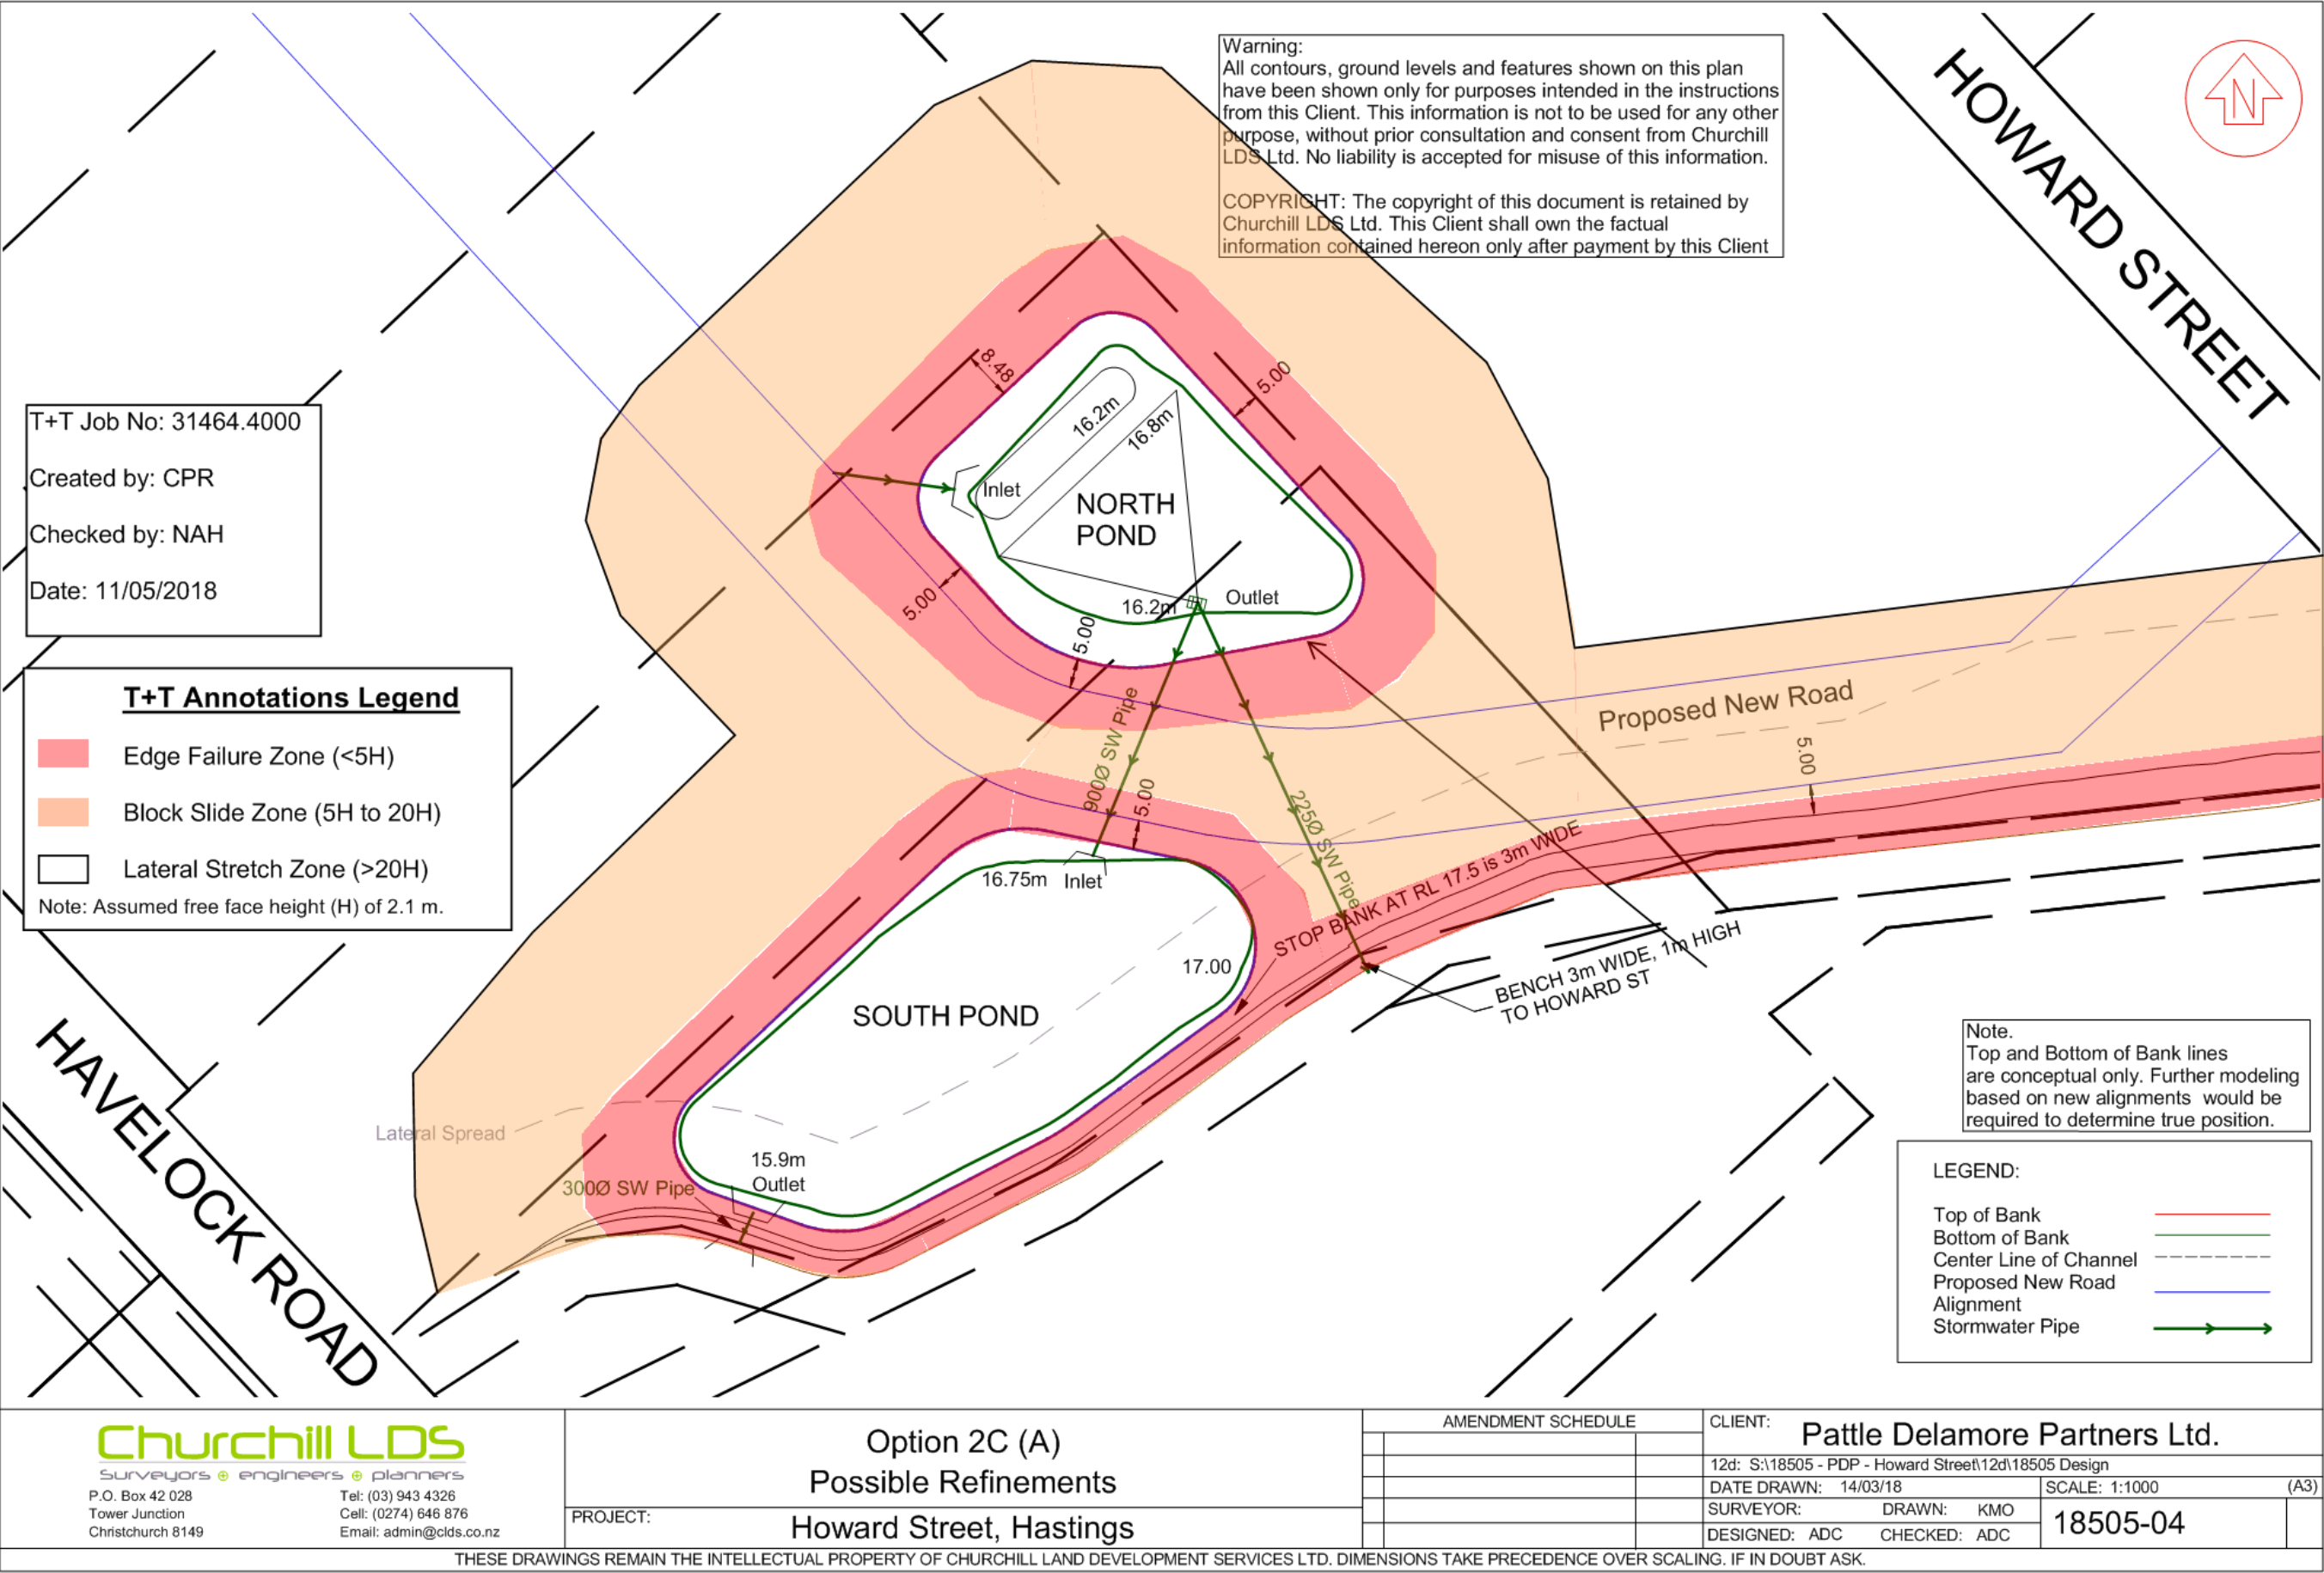 Warning:
All contours, ground levels and features shown on this plan
have been shown only for purposes intended in the instructions
from this Client. This information is not to be used for any other
purpose, without prior consultation and consent from Churchill
LDS Ltd. No liability is accepted for misuse of this information.
COPYRIGHT: The copyright of this document is retained by
Churchill LDS Ltd. This Client shall own the factual
information contained hereon only after payment by this Client
N
HOWARD STREET
T+T Job No: 31464.4000
Created by: CPR
Checked by: NAH
Date: 11/05/2018
T+T Annotations Legend
Edge Failure Zone (<5H)
Block Slide Zone (5H to 20H)
Lateral Stretch Zone (>20H)
Note: Assumed free face height (H) of 2.1 m.
8.48
5.00
16.2m
16.8m
Inlet
NORTH
POND
5.00
16.2m
Outlet
5.00
900Ø SW Pipe
5.00
225Ø SW Pipe
Proposed New Road
5.00
STOP BANK AT RL 17.5 is 3m WIDE
BENCH 3m WIDE, 1m HIGH
TO HOWARD ST
16.75m
Inlet
17.00
SOUTH POND
Lateral Spread
15.9m
Outlet
300Ø SW Pipe
HAVELOCK ROAD
Note.
Top and Bottom of Bank lines
are conceptual only. Further modeling
based on new alignments would be
required to determine true position.
LEGEND:
Top of Bank
Bottom of Bank
Center Line of Channel
Proposed New Road
Alignment
Stormwater Pipe
Churchill LDS
Surveyors engineers planners
P.O. Box 42 028
Tower Junction
Christchurch 8149
Tel: (03) 943 4326
Cell: (0274) 646 876
Email: admin@clds.co.nz
Option 2C (A)
Possible Refinements
PROJECT:
Howard Street, Hastings
AMENDMENT SCHEDULE
CLIENT: Pattle Delamore Partners Ltd.
12d: S:\18505 - PDP - Howard Street\12d\18505 Design
DATE DRAWN: 14/03/18
SCALE: 1:1000 (A3)
SURVEYOR: DRAWN: KMO
DESIGNED: ADC CHECKED: ADC
18505-04
THESE DRAWINGS REMAIN THE INTELLECTUAL PROPERTY OF CHURCHILL LAND DEVELOPMENT SERVICES LTD. DIMENSIONS TAKE PRECEDENCE OVER SCALING. IF IN DOUBT ASK.